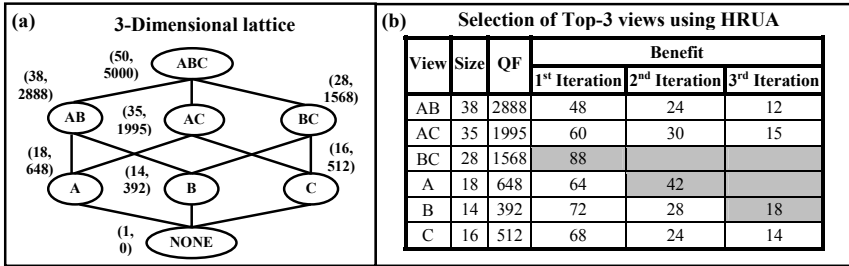 (a) 3-Dimensional lattice
(50, 5000)
ABC
(38, 2888)
(35, 1995)
(28, 1568)
AB
AC
BC
(18, 648)
(14, 392)
(16, 512)
A
B
C
(1, 0)
NONE
(b) Selection of Top-3 views using HRUA
View Size QF Benefit
1st Iteration 2nd Iteration 3rd Iteration
AB 38 2888 48 24 12
AC 35 1995 60 30 15
BC 28 1568 88
A 18 648 64 42
B 14 392 72 28 18
C 16 512 68 24 14